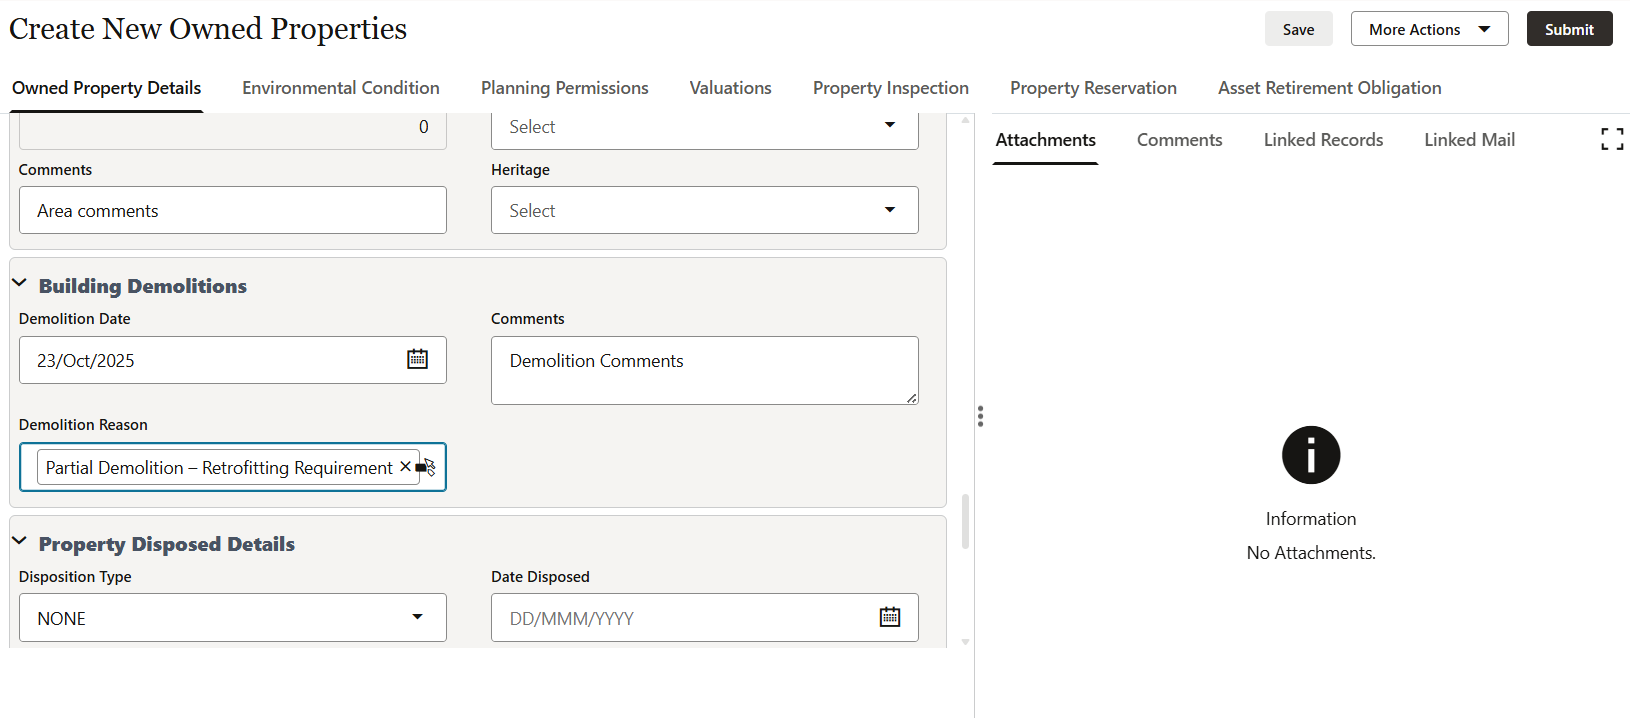 Create New Owned Properties
Save
More Actions
Submit
Owned Property Details
Environmental Condition
Planning Permissions
Valuations
Property Inspection
Property Reservation
Asset Retirement Obligation
0
Select
Comments
Heritage
Area comments
Select
Building Demolitions
Demolition Date
Comments
23/Oct/2025
Demolition Comments
Demolition Reason
Partial Demolition – Retrofitting Requirement
Property Disposed Details
Disposition Type
Date Disposed
NONE
DD/MMM/YYYY
Attachments
Comments
Linked Records
Linked Mail
Information
No Attachments.